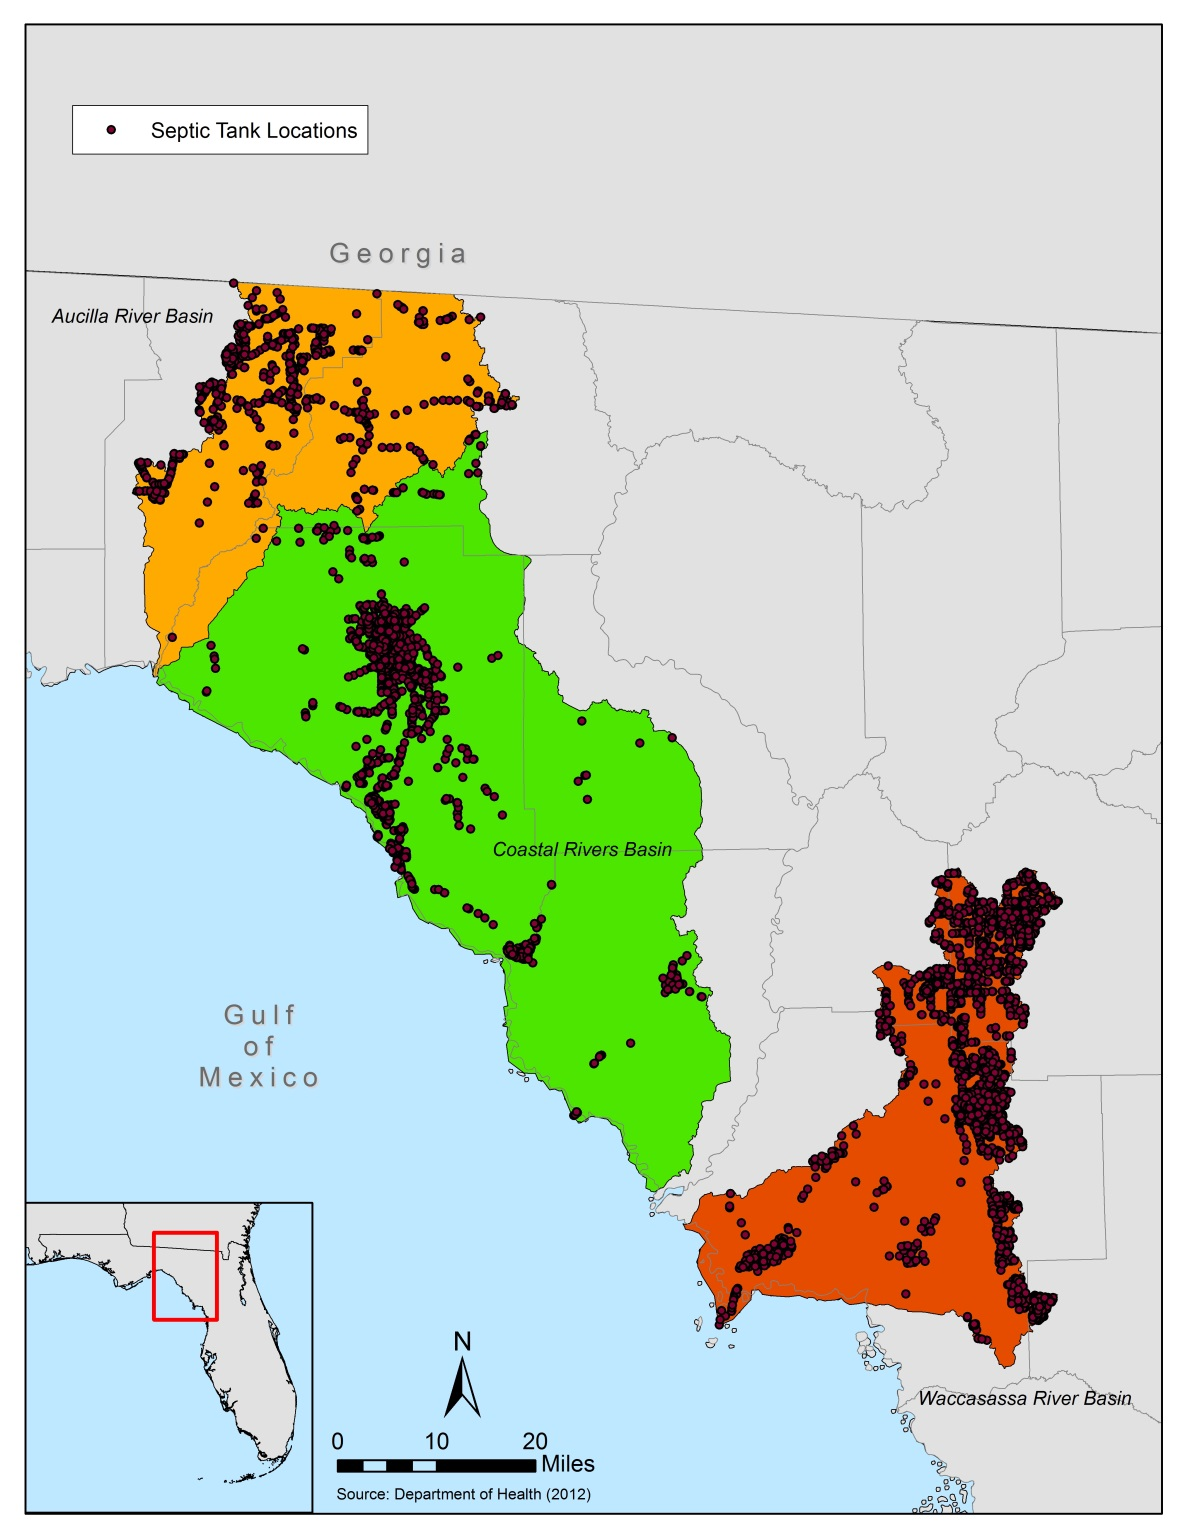 Septic Tank Locations
Georgia
Aucilla River Basin
Coastal Rivers Basin
Gulf
of
Mexico
N
0 10 20
Miles
Source: Department of Health (2012)
Waccasassa River Basin